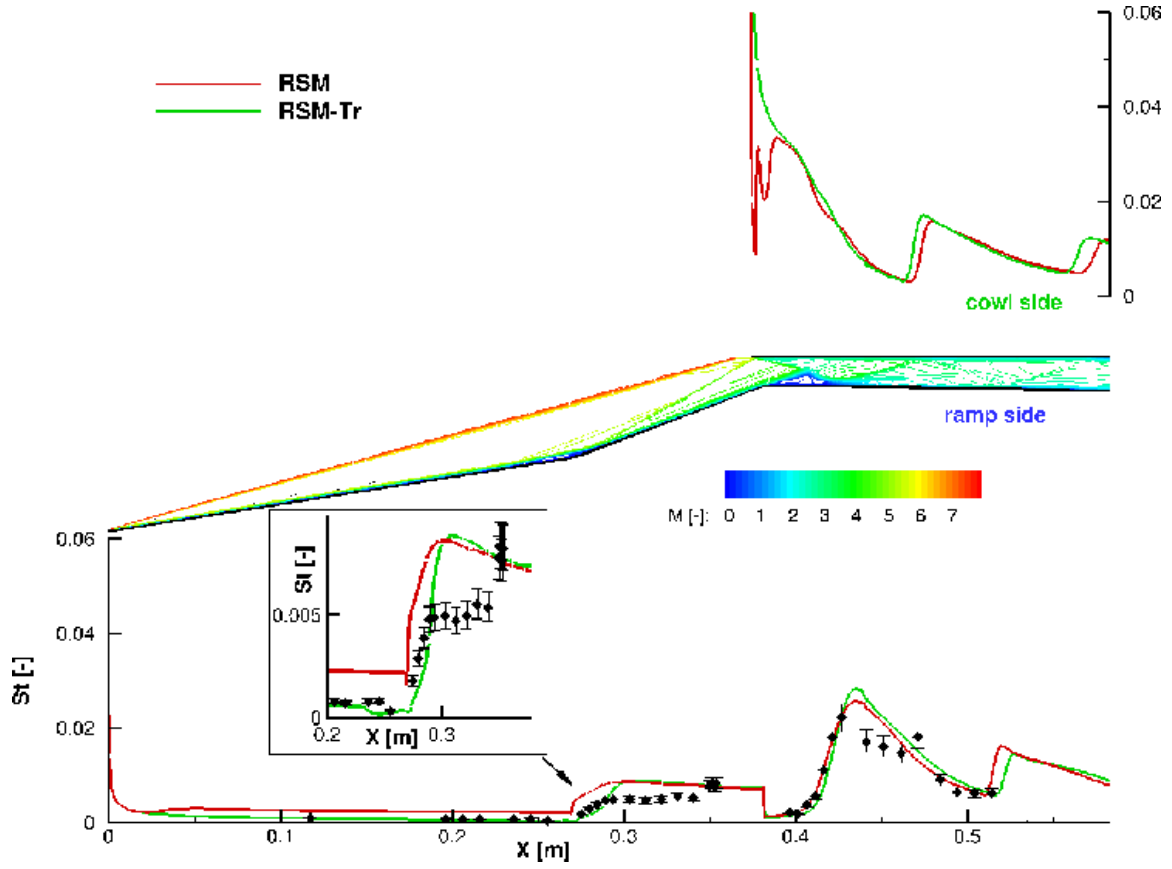 0.06
RSM
RSM-Tr
0.04
0.02
0
cowl side
ramp side
M [-]: 0 1 2 3 4 5 6 7
0.06
St [-]
0.005
0
0.2 X [m] 0.3
0.04
St [-]
0.02
0
0 0.1 0.2 0.3 0.4 0.5
X [m]